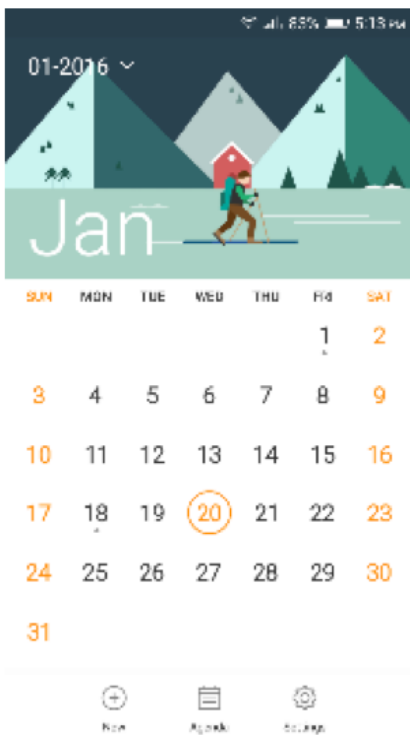 83% 5:13 PM
01-2016
Jan
SUN MON TUE WED THU FRI SAT
1 2
3 4 5 6 7 8 9
10 11 12 13 14 15 16
17 18 19 20 21 22 23
24 25 26 27 28 29 30
31
New Agenda Settings